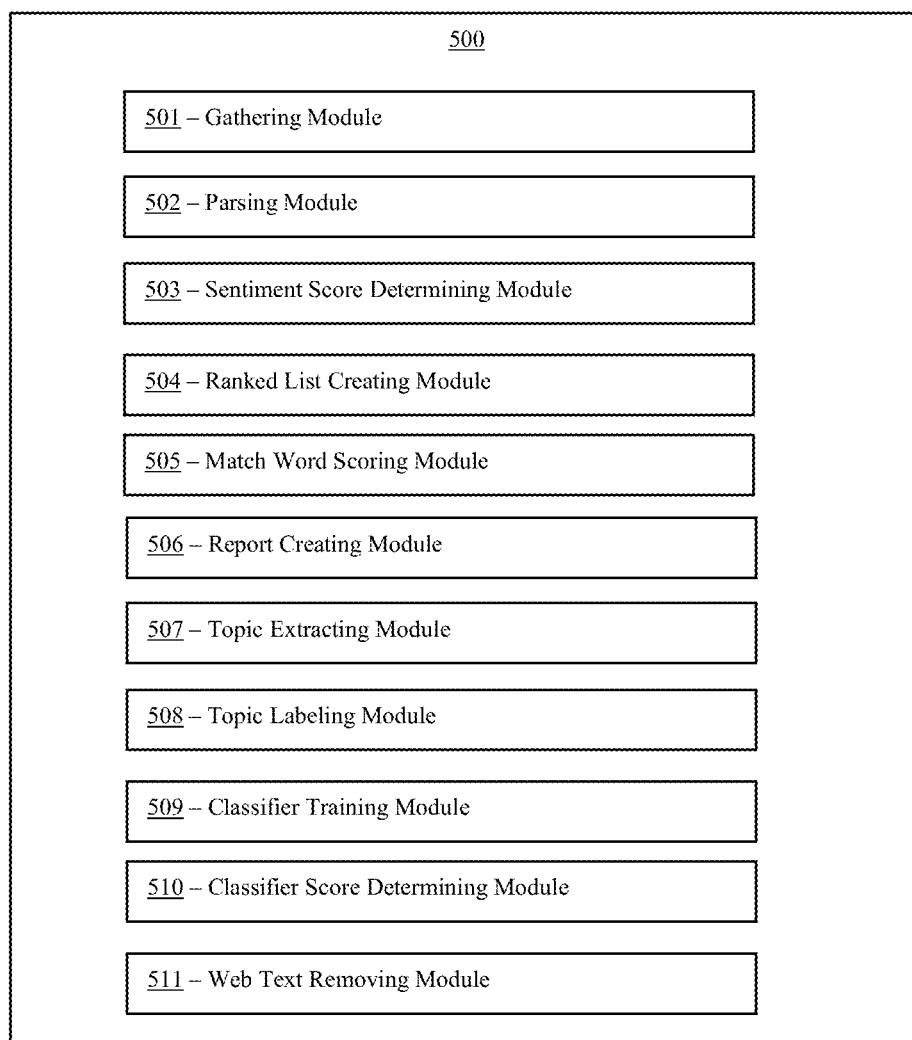 500
501 – Gathering Module
502 – Parsing Module
503 – Sentiment Score Determining Module
504 – Ranked List Creating Module
505 – Match Word Scoring Module
506 – Report Creating Module
507 – Topic Extracting Module
508 – Topic Labeling Module
509 – Classifier Training Module
510 – Classifier Score Determining Module
511 – Web Text Removing Module